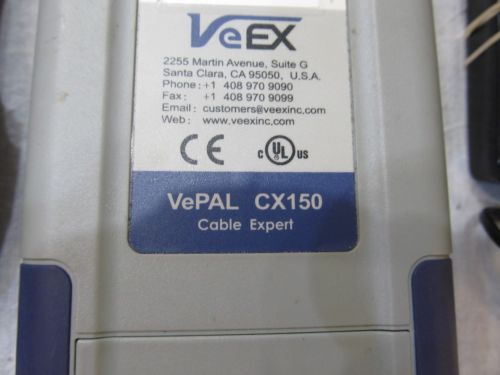 VeEX
2255 Martin Avenue, Suite G
Santa Clara, CA 95050, U.S.A.
Phone: +1 408 970 9090
Fax: +1 408 970 9099
Email: customers@veexinc.com
Web: www.veexinc.com
CE c UL US
VePAL CX150
Cable Expert